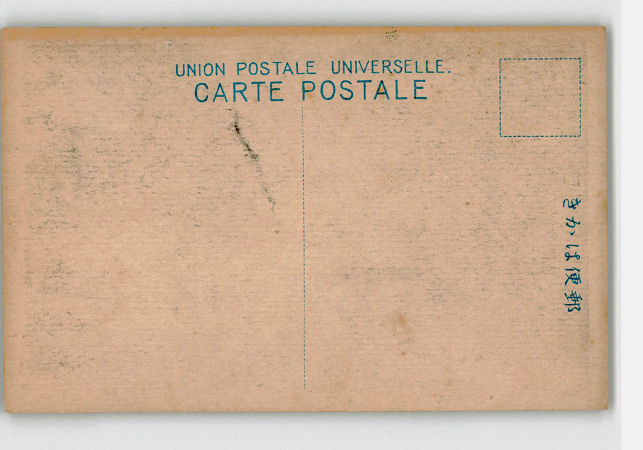 UNION POSTALE UNIVERSELLE.
CARTE POSTALE
きかは便郵